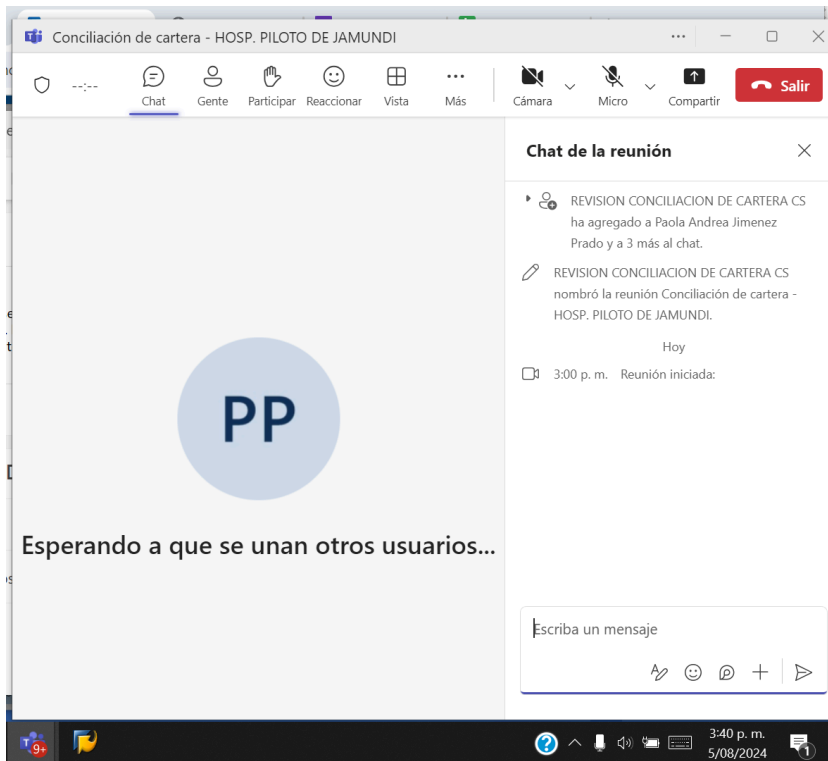 Conciliación de cartera - HOSP. PILOTO DE JAMUNDI
--:--
Chat
Gente
Participar
Reaccionar
Vista
Más
Cámara
Micro
Compartir
Salir
Chat de la reunión
REVISION CONCILIACION DE CARTERA CS
ha agregado a Paola Andrea Jimenez
Prado y a 3 más al chat.
REVISION CONCILIACION DE CARTERA CS
nombró la reunión Conciliación de cartera -
HOSP. PILOTO DE JAMUNDI.
Hoy
3:00 p. m. Reunión iniciada:
PP
Esperando a que se unan otros usuarios...
Escriba un mensaje
9+
3:40 p. m.
5/08/2024
1